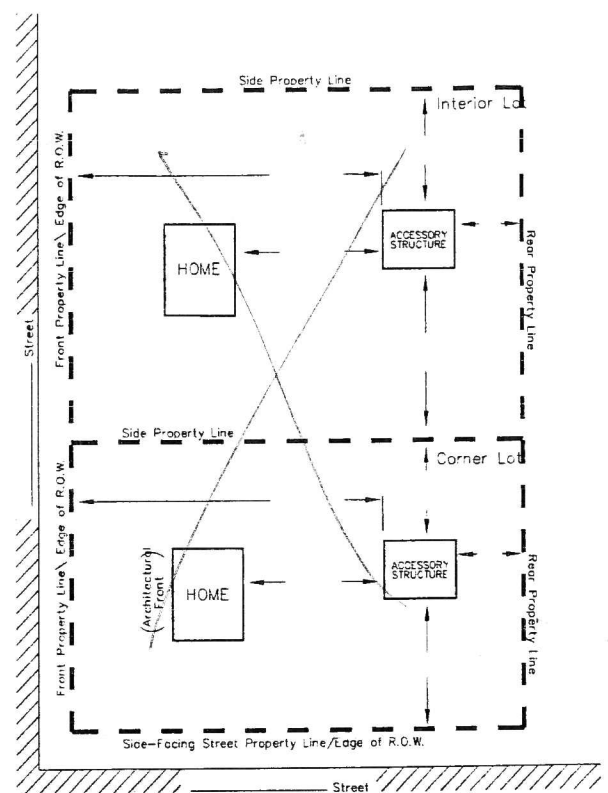 Side Property Line
Interior Lot
Front Property Line\ Edge of R.O.W.
HOME
ACCESSORY
STRUCTURE
Rear Property Line
Street
Side Property Line
Corner Lot
Front Property Line\ Edge of R.O.W.
(Architectural
Front)
HOME
ACCESSORY
STRUCTURE
Rear Property Line
Side-Facing Street Property Line/Edge of R.O.W.
Street